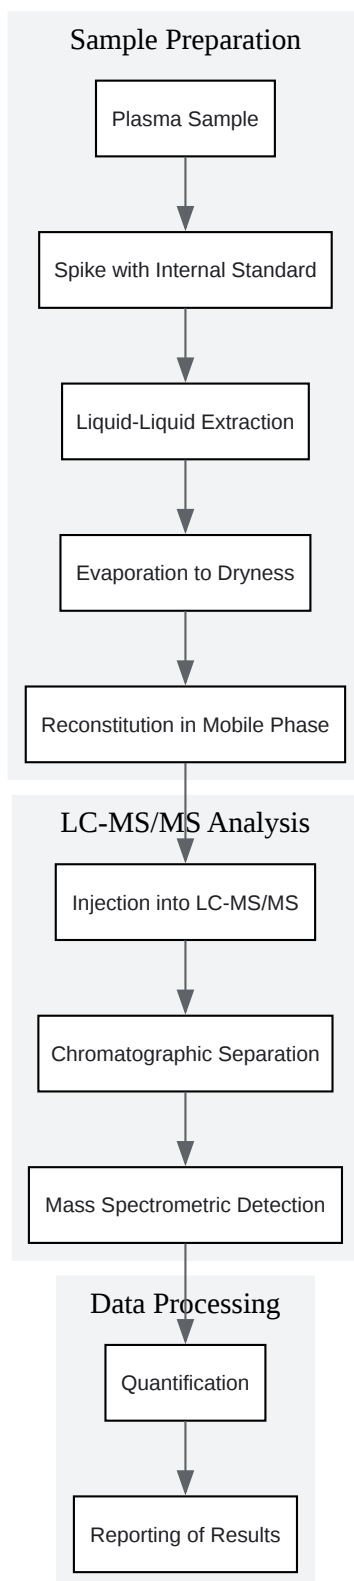 Sample Preparation
Plasma Sample
Spike with Internal Standard
Liquid-Liquid Extraction
Evaporation to Dryness
Reconstitution in Mobile Phase
LC-MS/MS Analysis
Injection into LC-MS/MS
Chromatographic Separation
Mass Spectrometric Detection
Data Processing
Quantification
Reporting of Results